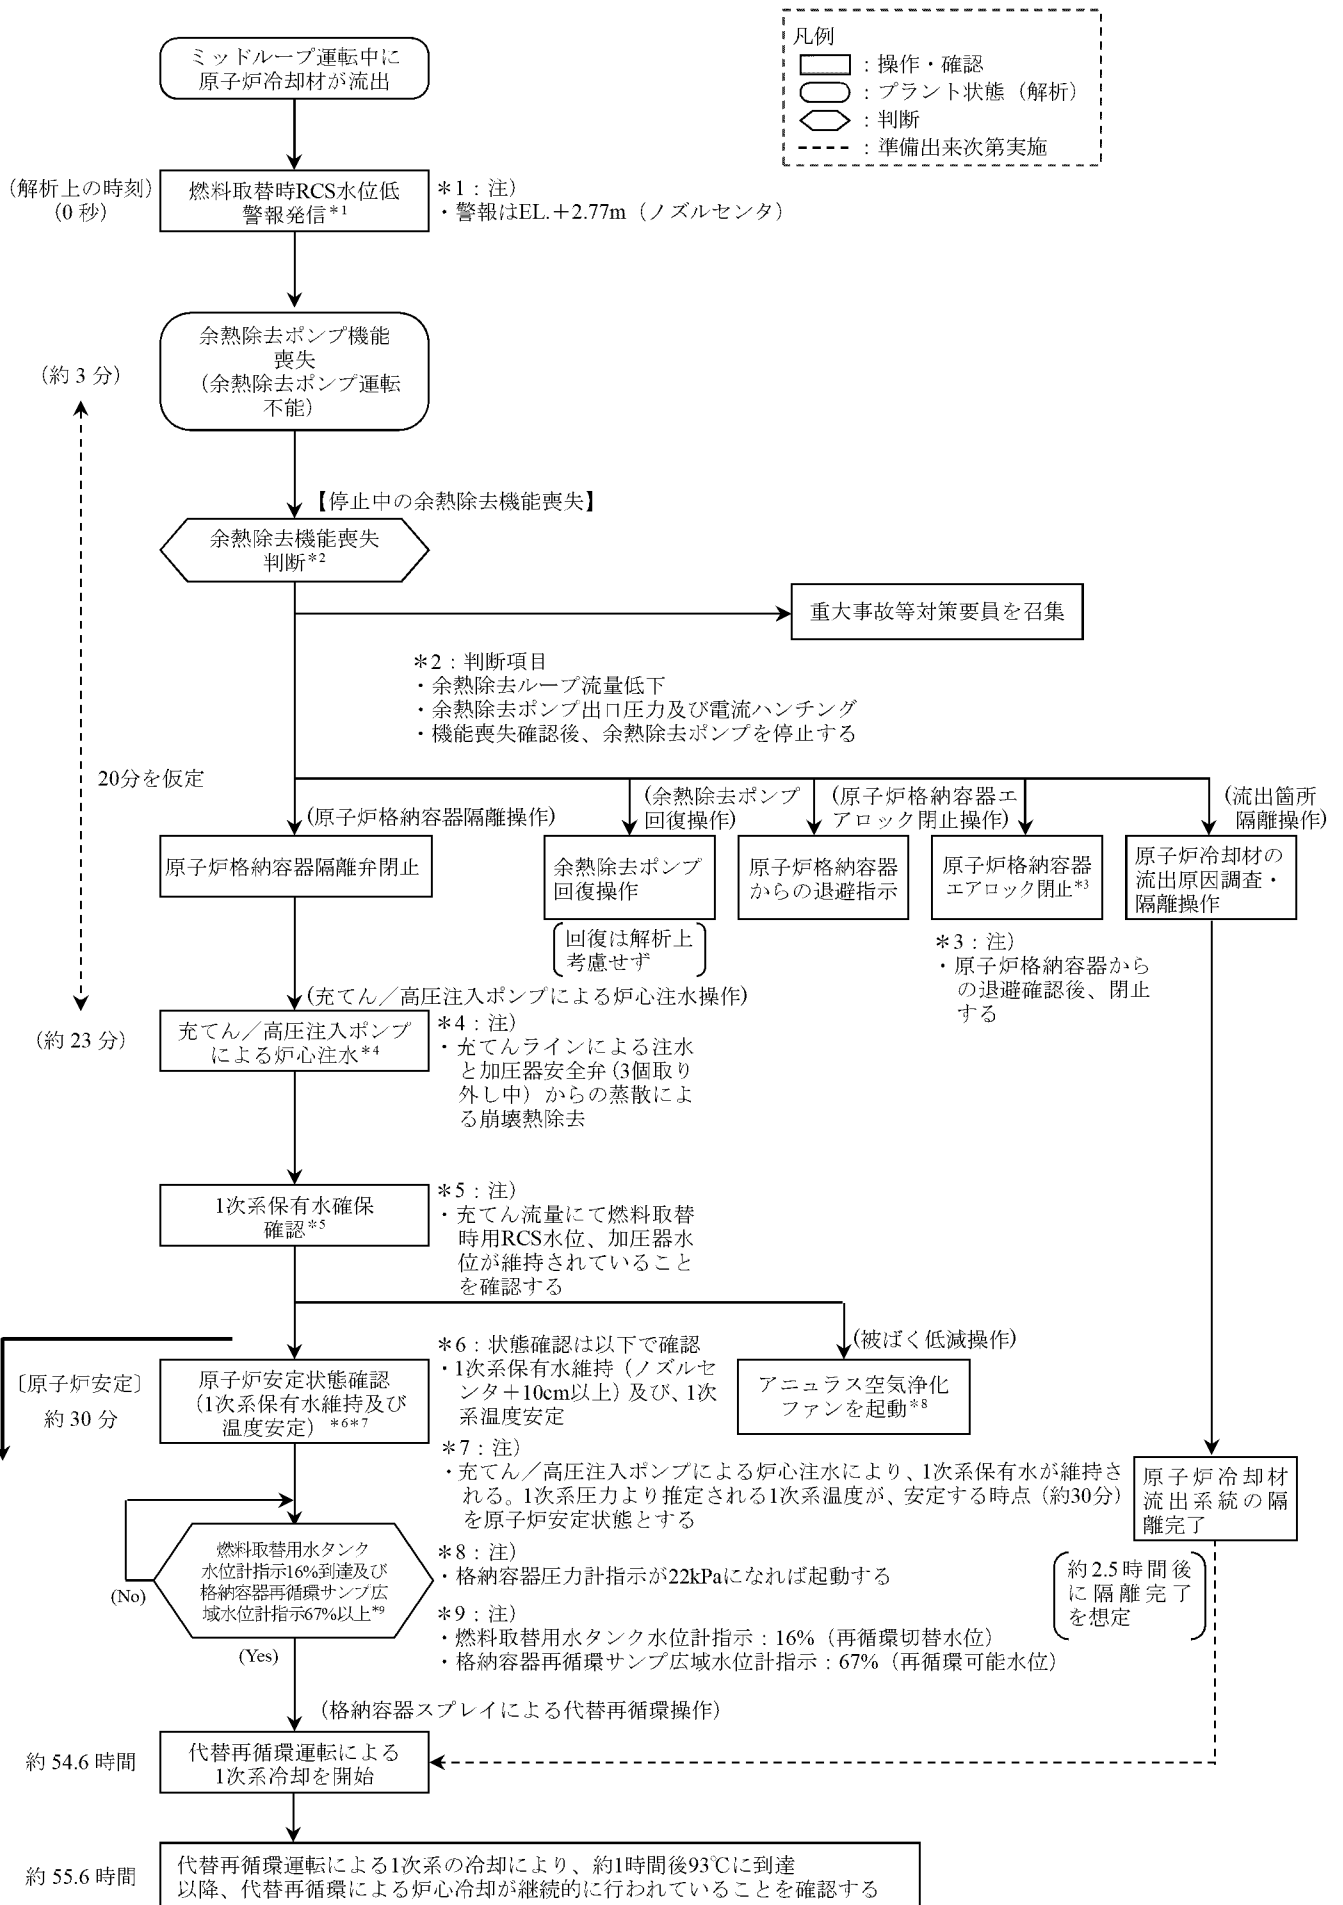 凡例
：操作・確認
：プラント状態（解析）
：判断
：準備出来次第実施
ミッドループ運転中に
原子炉冷却材が流出
(解析上の時刻)
(0 秒)
燃料取替時RCS水位低
警報発信*1
＊1：注）
・警報はEL.＋2.77m（ノズルセンタ）
余熱除去ポンプ機能
喪失
（余熱除去ポンプ運転
不能）
(約 3 分)
【停止中の余熱除去機能喪失】
余熱除去機能喪失
判断*2
重大事故等対策要員を召集
＊2：判断項目
・余熱除去ループ流量低下
・余熱除去ポンプ出口圧力及び電流ハンチング
・機能喪失確認後、余熱除去ポンプを停止する
20分を仮定
(原子炉格納容器隔離操作)
(余熱除去ポンプ
回復操作)
(原子炉格納容器エ
アロック閉止操作)
(流出箇所
隔離操作)
原子炉格納容器隔離弁閉止
余熱除去ポンプ
回復操作
原子炉格納容器
からの退避指示
原子炉格納容器
エアロック閉止*3
原子炉冷却材の
流出原因調査・
隔離操作
回復は解析上
考慮せず
＊3：注）
・原子炉格納容器から
の退避確認後、閉止
する
(充てん／高圧注入ポンプによる炉心注水操作)
(約 23 分)
充てん／高圧注入ポンプ
による炉心注水*4
＊4：注）
・充てんラインによる注水
と加圧器安全弁（3個取り
外し中）からの蒸散によ
る崩壊熱除去
1次系保有水確保
確認*5
＊5：注）
・充てん流量にて燃料取替
時用RCS水位、加圧器水
位が維持されていること
を確認する
〔原子炉安定〕
約 30 分
原子炉安定状態確認
（1次系保有水維持及び
温度安定）*6*7
＊6：状態確認は以下で確認
・1次系保有水維持（ノズルセ
ンタ＋10cm以上）及び、1次
系温度安定
(被ばく低減操作)
アニュラス空気浄化
ファンを起動*8
＊7：注）
・充てん／高圧注入ポンプによる炉心注水により、1次系保有水が維持さ
れる。1次系圧力より推定される1次系温度が、安定する時点（約30分）
を原子炉安定状態とする
原子炉冷却材
流出系統の隔
離完了
燃料取替用水タンク
水位計指示16%到達及び
格納容器再循環サンプ広
域水位計指示67%以上*9
(No)
(Yes)
＊8：注）
・格納容器圧力計指示が22kPaになれば起動する
＊9：注）
・燃料取替用水タンク水位計指示：16%（再循環切替水位）
・格納容器再循環サンプ広域水位計指示：67%（再循環可能水位）
約2.5時間後
に隔離完了
を想定
(格納容器スプレイによる代替再循環操作)
約 54.6 時間
代替再循環運転による
1次系冷却を開始
約 55.6 時間
代替再循環運転による1次系の冷却により、約1時間後93℃に到達
以降、代替再循環による炉心冷却が継続的に行われていることを確認する